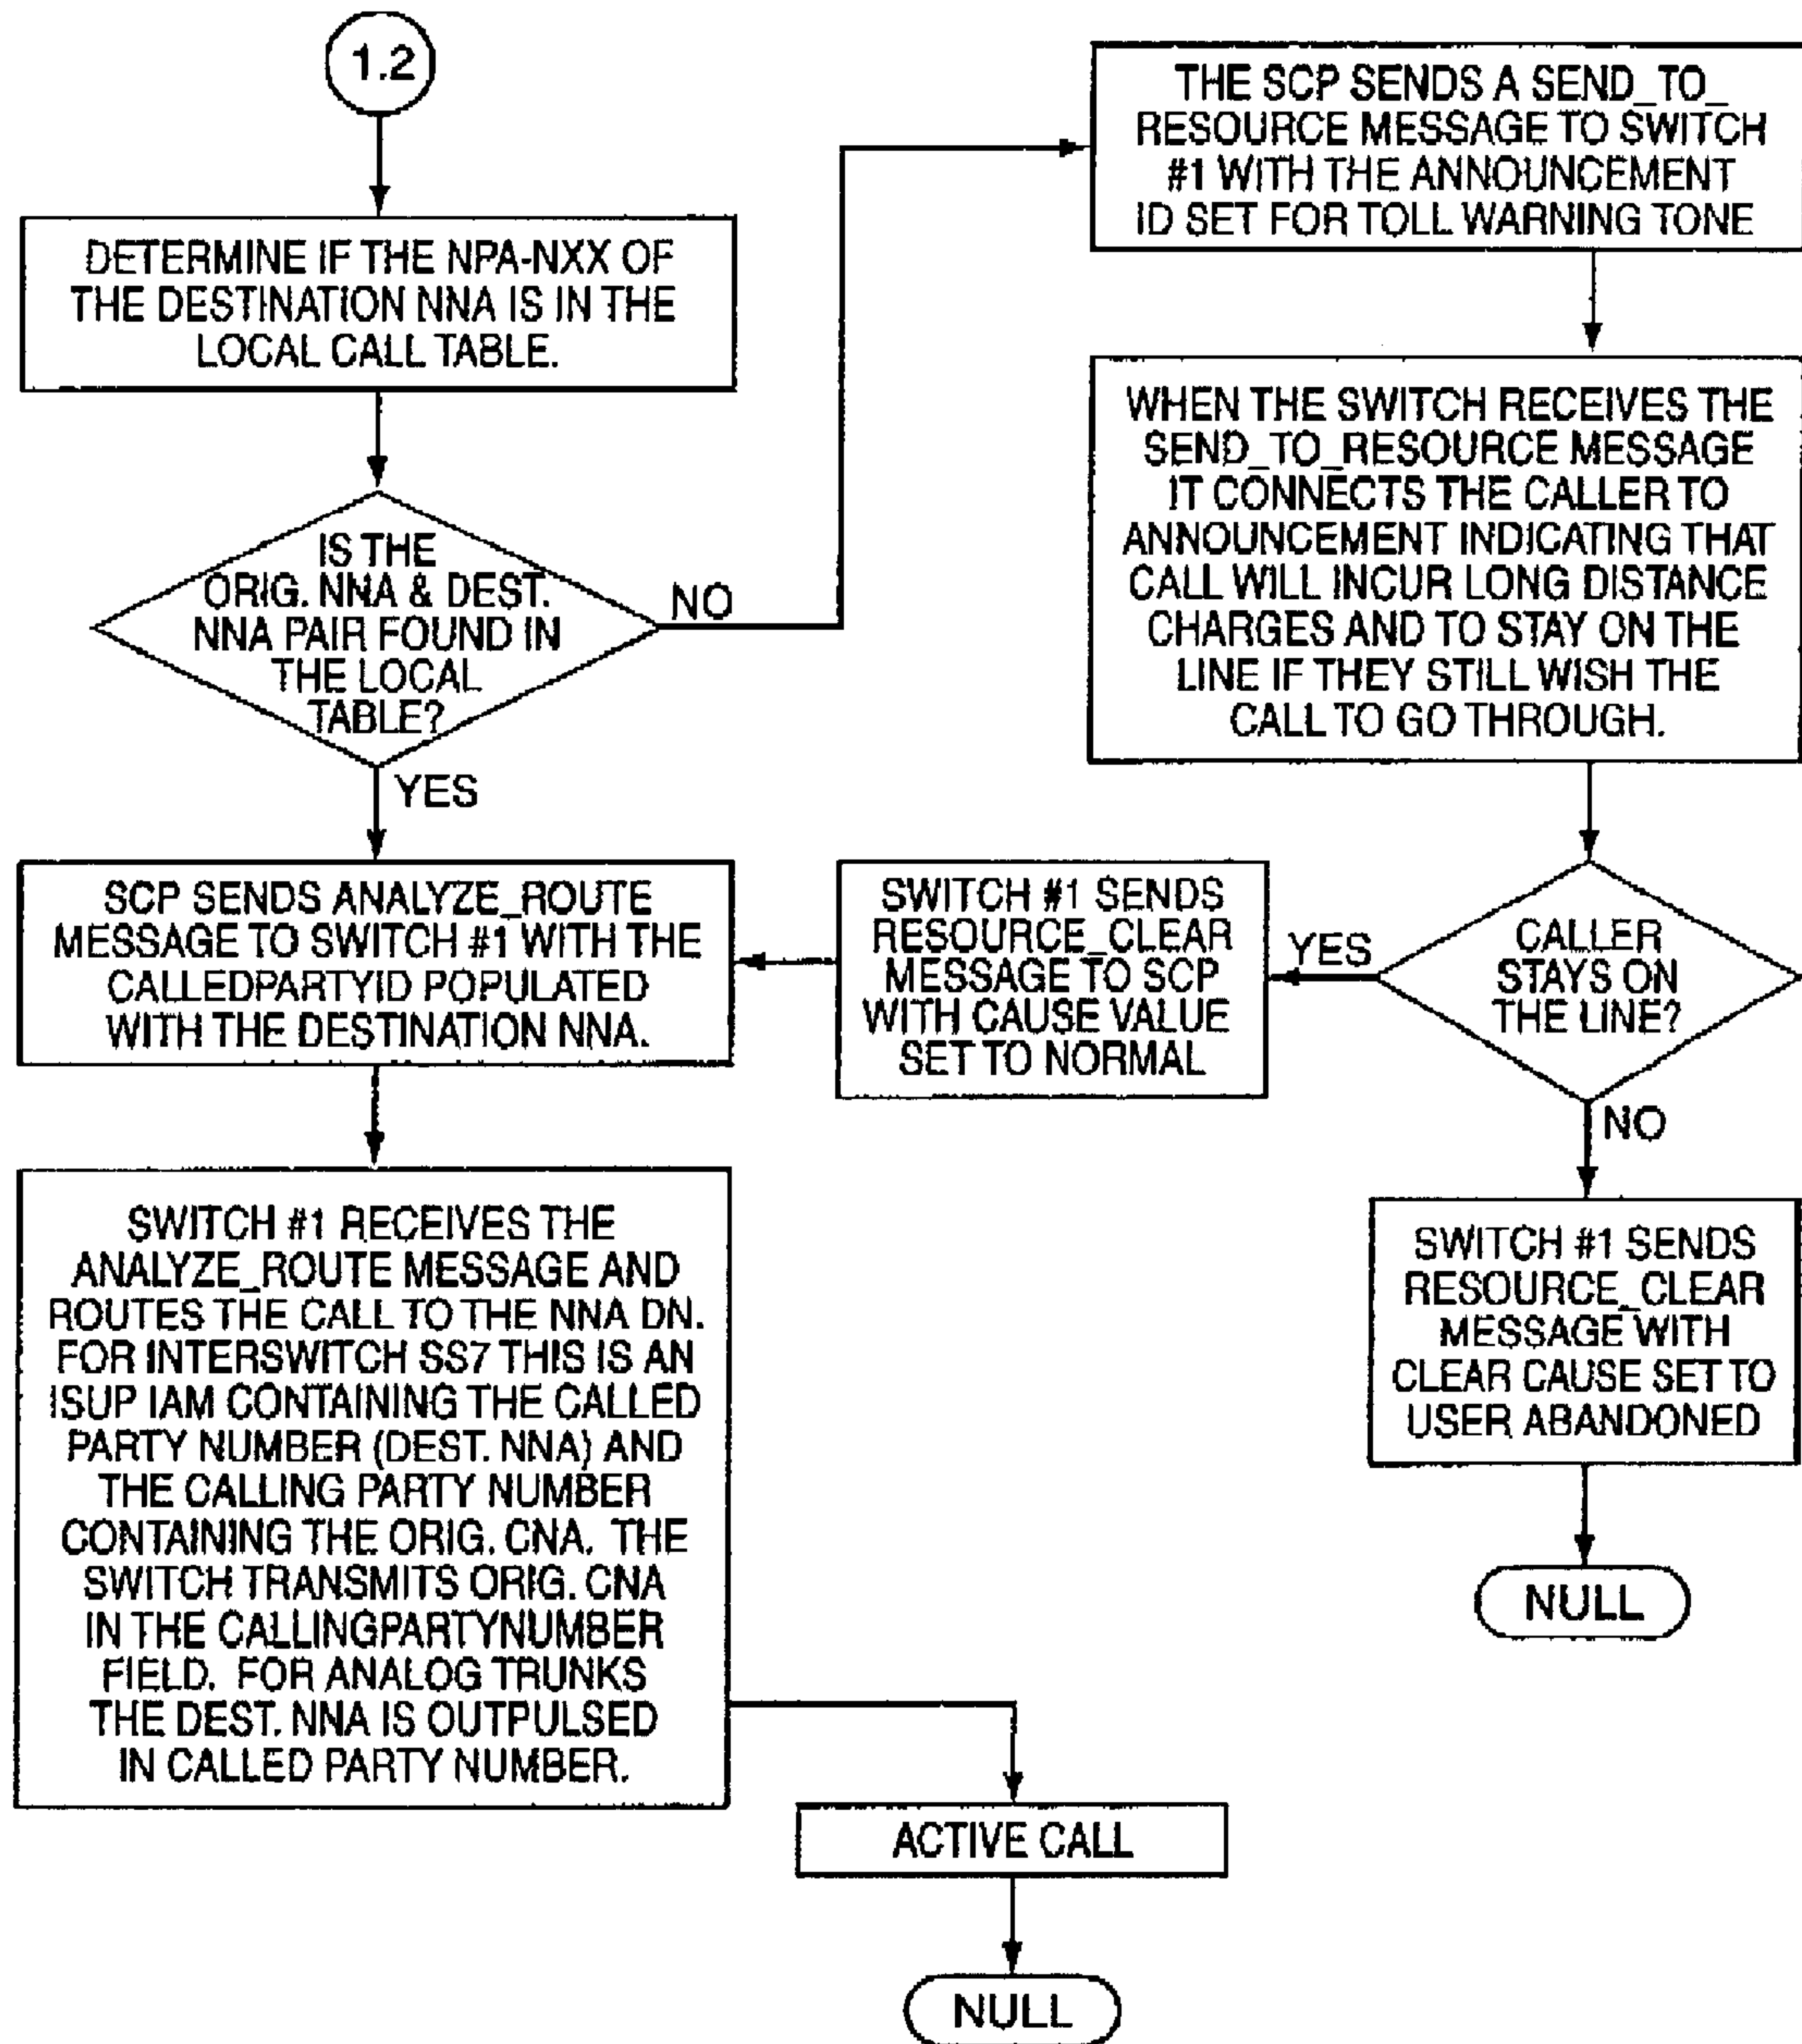 1.2
DETERMINE IF THE NPA-NXX OF
THE DESTINATION NNA IS IN THE
LOCAL CALL TABLE.
IS THE
ORIG. NNA & DEST.
NNA PAIR FOUND IN
THE LOCAL
TABLE?
NO
YES
THE SCP SENDS A SEND_TO_
RESOURCE MESSAGE TO SWITCH
#1 WITH THE ANNOUNCEMENT
ID SET FOR TOLL WARNING TONE
WHEN THE SWITCH RECEIVES THE
SEND_TO_RESOURCE MESSAGE
IT CONNECTS THE CALLER TO
ANNOUNCEMENT INDICATING THAT
CALL WILL INCUR LONG DISTANCE
CHARGES AND TO STAY ON THE
LINE IF THEY STILL WISH THE
CALL TO GO THROUGH.
CALLER
STAYS ON
THE LINE?
YES
NO
SWITCH #1 SENDS
RESOURCE_CLEAR
MESSAGE TO SCP
WITH CAUSE VALUE
SET TO NORMAL
SWITCH #1 SENDS
RESOURCE_CLEAR
MESSAGE WITH
CLEAR CAUSE SET TO
USER ABANDONED
NULL
SCP SENDS ANALYZE_ROUTE
MESSAGE TO SWITCH #1 WITH THE
CALLEDPARTYID POPULATED
WITH THE DESTINATION NNA.
SWITCH #1 RECEIVES THE
ANALYZE_ROUTE MESSAGE AND
ROUTES THE CALL TO THE NNA DN.
FOR INTERSWITCH SS7 THIS IS AN
ISUP IAM CONTAINING THE CALLED
PARTY NUMBER (DEST. NNA) AND
THE CALLING PARTY NUMBER
CONTAINING THE ORIG. CNA. THE
SWITCH TRANSMITS ORIG. CNA
IN THE CALLINGPARTYNUMBER
FIELD. FOR ANALOG TRUNKS
THE DEST. NNA IS OUTPULSED
IN CALLED PARTY NUMBER.
ACTIVE CALL
NULL